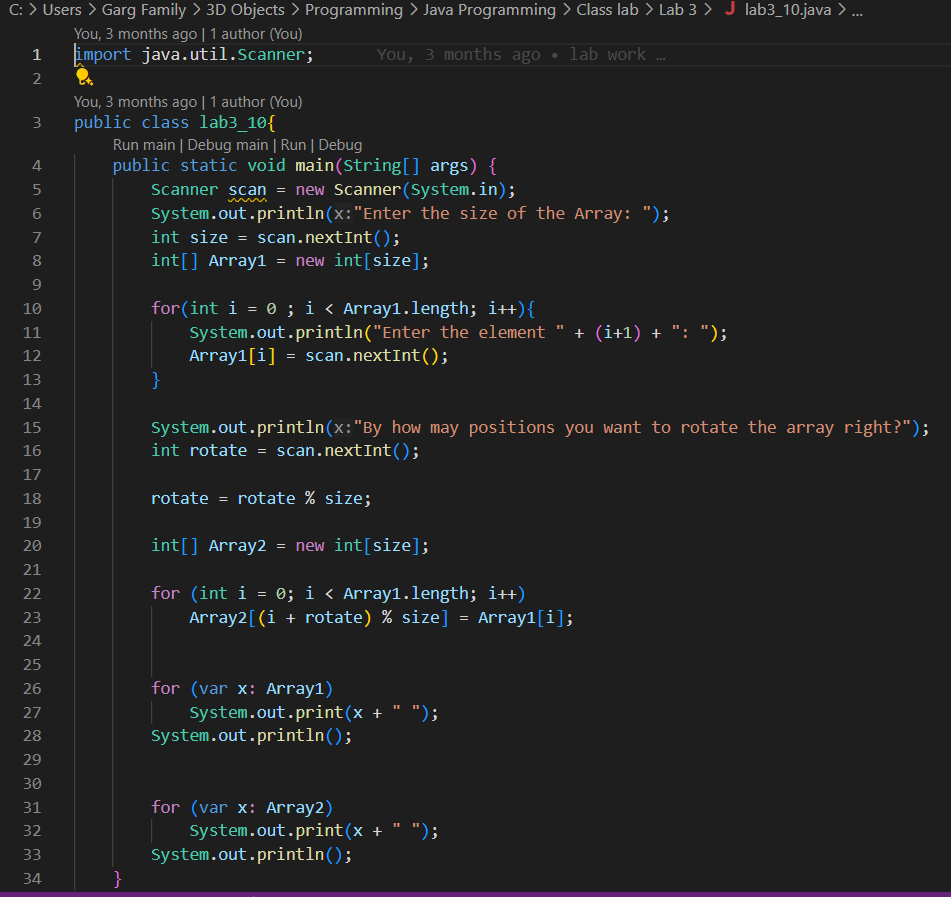 C: > Users > Garg Family > 3D Objects > Programming > Java Programming > Class lab > Lab 3 > J lab3_10.java > ...
You, 3 months ago | 1 author (You)
1 import java.util.Scanner; You, 3 months ago • lab work …
2
You, 3 months ago | 1 author (You)
3 public class lab3_10{
Run main | Debug main | Run | Debug
4 public static void main(String[] args) {
5 Scanner scan = new Scanner(System.in);
6 System.out.println(x:"Enter the size of the Array: ");
7 int size = scan.nextInt();
8 int[] Array1 = new int[size];
9
10 for(int i = 0 ; i < Array1.length; i++){
11 System.out.println("Enter the element " + (i+1) + ": ");
12 Array1[i] = scan.nextInt();
13 }
14
15 System.out.println(x:"By how may positions you want to rotate the array right?");
16 int rotate = scan.nextInt();
17
18 rotate = rotate % size;
19
20 int[] Array2 = new int[size];
21
22 for (int i = 0; i < Array1.length; i++)
23 Array2[(i + rotate) % size] = Array1[i];
24
25
26 for (var x: Array1)
27 System.out.print(x + " ");
28 System.out.println();
29
30
31 for (var x: Array2)
32 System.out.print(x + " ");
33 System.out.println();
34 }